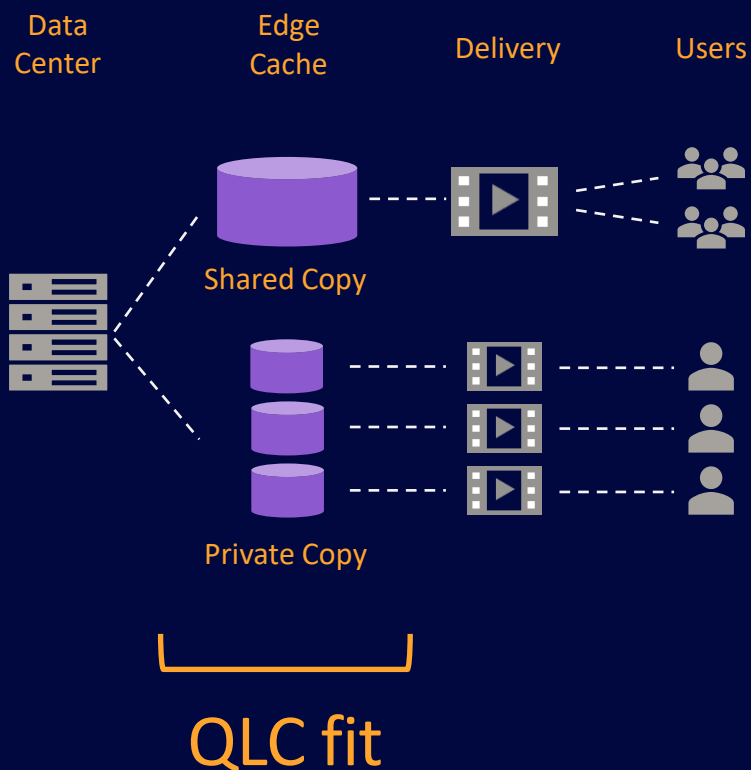 Data
Center
Edge
Cache
Delivery
Users
Shared Copy
Private Copy
QLC fit